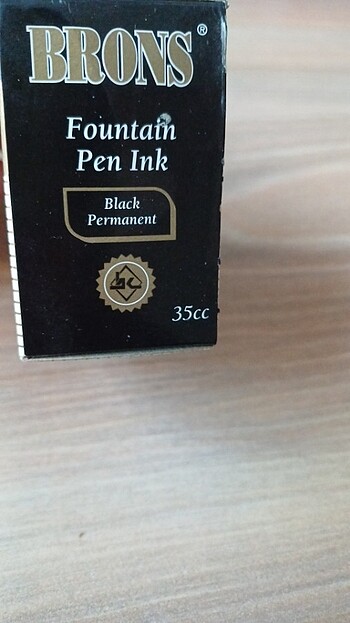 BRONS®
Fountain
Pen Ink
Black
Permanent
35cc